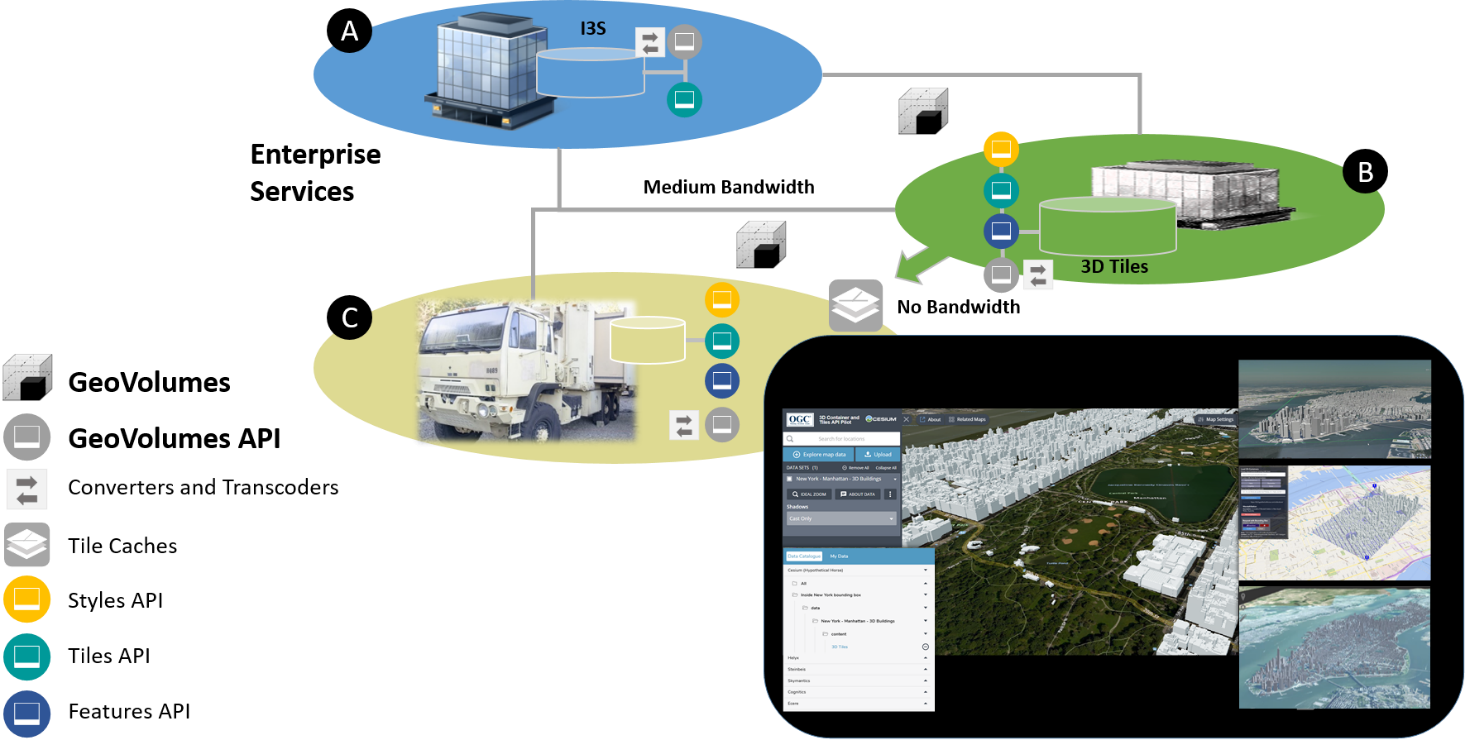 A
I3S
Enterprise
Services
B
Medium Bandwidth
3D Tiles
No Bandwidth
C
GeoVolumes
GeoVolumes API
Converters and Transcoders
Tile Caches
Styles API
Tiles API
Features API
OGC
3D Container and
Tiles API Pilot
CESIUM
About
Related Maps
Map Settings
Search for locations
Explore map data
Upload
DATA SETS (1)
Remove All
Collapse All
New York - Manhattan - 3D Buildings
IDEAL ZOOM
ABOUT DATA
Shadows
Cast Only
Manhattan
Data Catalogue
My Data
Cesium (Hypothetical Horse)
All
Inside New York bounding box
data
New York - Manhattan - 3D Buildings
content
3D Tiles
Helyx
Steinbeis
Skymantics
Cognitics
Ecere